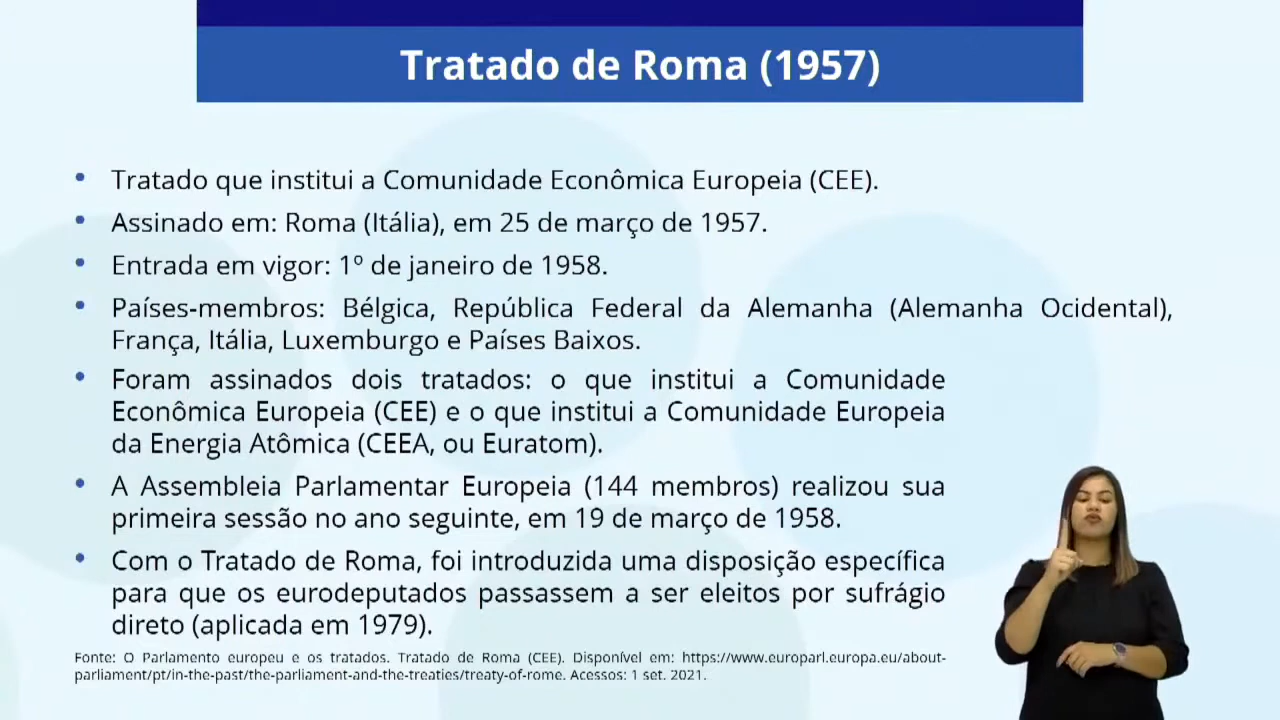 Tratado de Roma (1957)
• Tratado que institui a Comunidade Econômica Europeia (CEE).
• Assinado em: Roma (Itália), em 25 de março de 1957.
• Entrada em vigor: 1º de janeiro de 1958.
• Países-membros: Bélgica, República Federal da Alemanha (Alemanha Ocidental),
França, Itália, Luxemburgo e Países Baixos.
• Foram assinados dois tratados: o que institui a Comunidade
Econômica Europeia (CEE) e o que institui a Comunidade Europeia
da Energia Atômica (CEEA, ou Euratom).
• A Assembleia Parlamentar Europeia (144 membros) realizou sua
primeira sessão no ano seguinte, em 19 de março de 1958.
• Com o Tratado de Roma, foi introduzida uma disposição específica
para que os eurodeputados passassem a ser eleitos por sufrágio
direto (aplicada em 1979).
Fonte: O Parlamento europeu e os tratados. Tratado de Roma (CEE). Disponível em: https://www.europarl.europa.eu/about-
parliament/pt/in-the-past/the-parliament-and-the-treaties/treaty-of-rome. Acessos: 1 set. 2021.